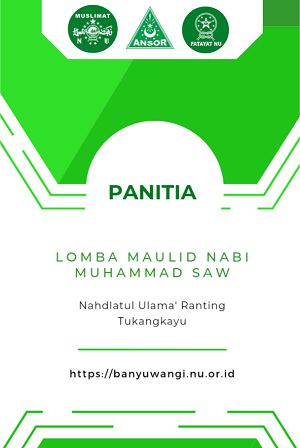 MUSLIMAT
N U
ANSOR
FATAYAT NU
PANITIA
LOMBA MAULID NABI
MUHAMMAD SAW
Nahdlatul Ulama' Ranting
Tukangkayu
https://banyuwangi.nu.or.id